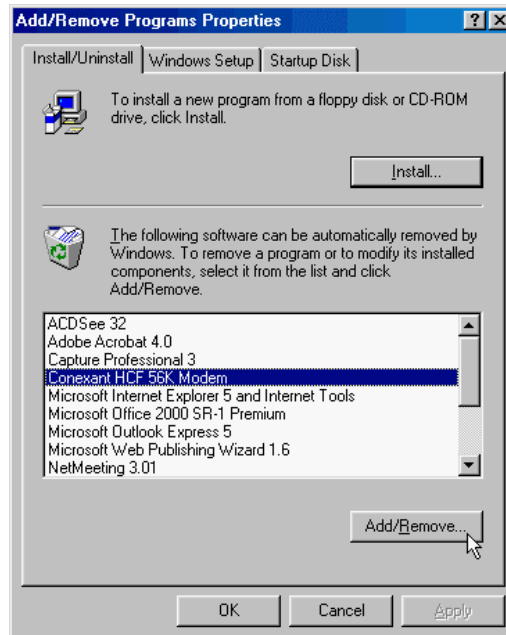 Add/Remove Programs Properties
Install/Uninstall
Windows Setup
Startup Disk
To install a new program from a floppy disk or CD-ROM
drive, click Install.
Install...
The following software can be automatically removed by
Windows. To remove a program or to modify its installed
components, select it from the list and click
Add/Remove.
ACDSee 32
Adobe Acrobat 4.0
Capture Professional 3
Conexant HCF 56K Modem
Microsoft Internet Explorer 5 and Internet Tools
Microsoft Office 2000 SR-1 Premium
Microsoft Outlook Express 5
Microsoft Web Publishing Wizard 1.6
NetMeeting 3.01
Add/Remove...
OK
Cancel
Apply